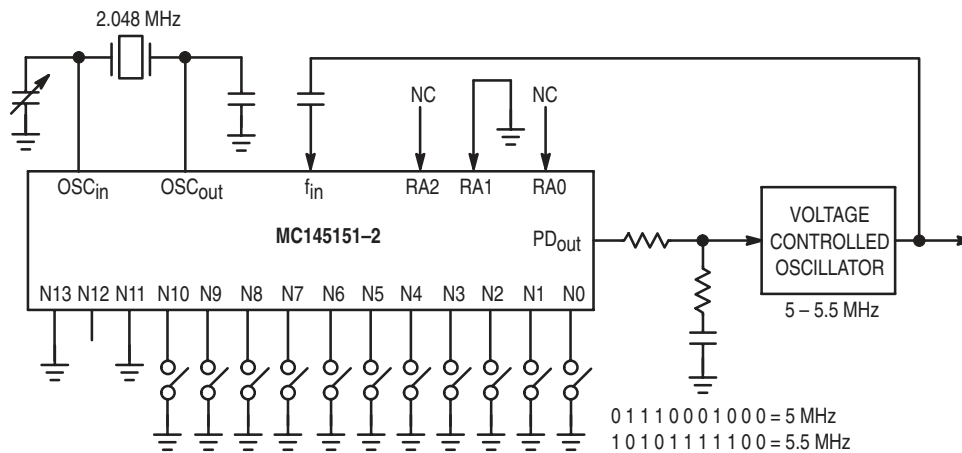 2.048 MHz
NC
NC
OSCin
OSCout
fin
RA2
RA1
RA0
MC145151–2
PDout
VOLTAGE
CONTROLLED
OSCILLATOR
5 – 5.5 MHz
N13 N12 N11 N10 N9 N8 N7 N6 N5 N4 N3 N2 N1 N0
0 1 1 1 0 0 0 1 0 0 0 = 5 MHz
1 0 1 0 1 1 1 1 1 0 0 = 5.5 MHz